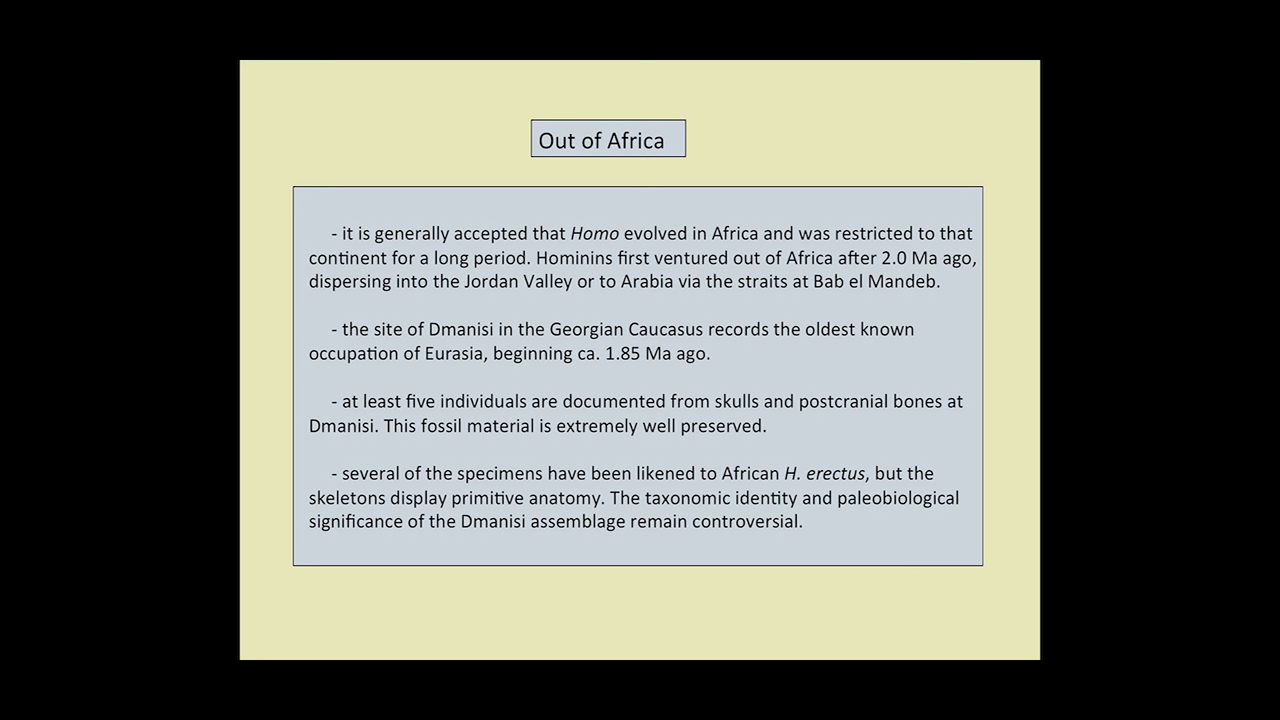 Out of Africa
- it is generally accepted that Homo evolved in Africa and was restricted to that
continent for a long period. Hominins first ventured out of Africa after 2.0 Ma ago,
dispersing into the Jordan Valley or to Arabia via the straits at Bab el Mandeb.
- the site of Dmanisi in the Georgian Caucasus records the oldest known
occupation of Eurasia, beginning ca. 1.85 Ma ago.
- at least five individuals are documented from skulls and postcranial bones at
Dmanisi. This fossil material is extremely well preserved.
- several of the specimens have been likened to African H. erectus, but the
skeletons display primitive anatomy. The taxonomic identity and paleobiological
significance of the Dmanisi assemblage remain controversial.